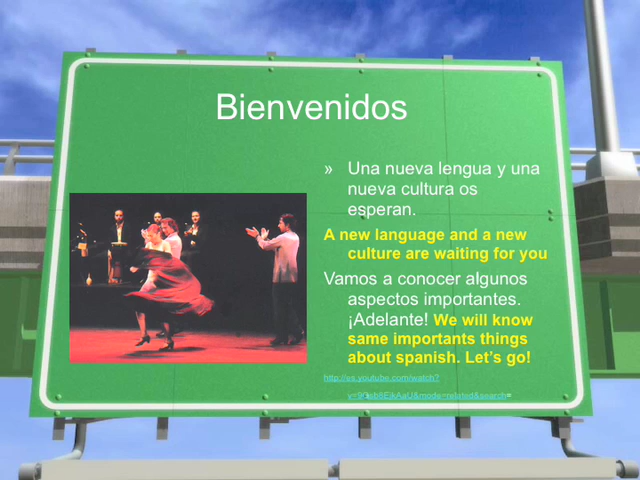 Bienvenidos
» Una nueva lengua y una
nueva cultura os
esperan.
A new language and a new
culture are waiting for you
Vamos a conocer algunos
aspectos importantes.
¡Adelante! We will know
same importants things
about spanish. Let's go!
http://es.youtube.com/watch?